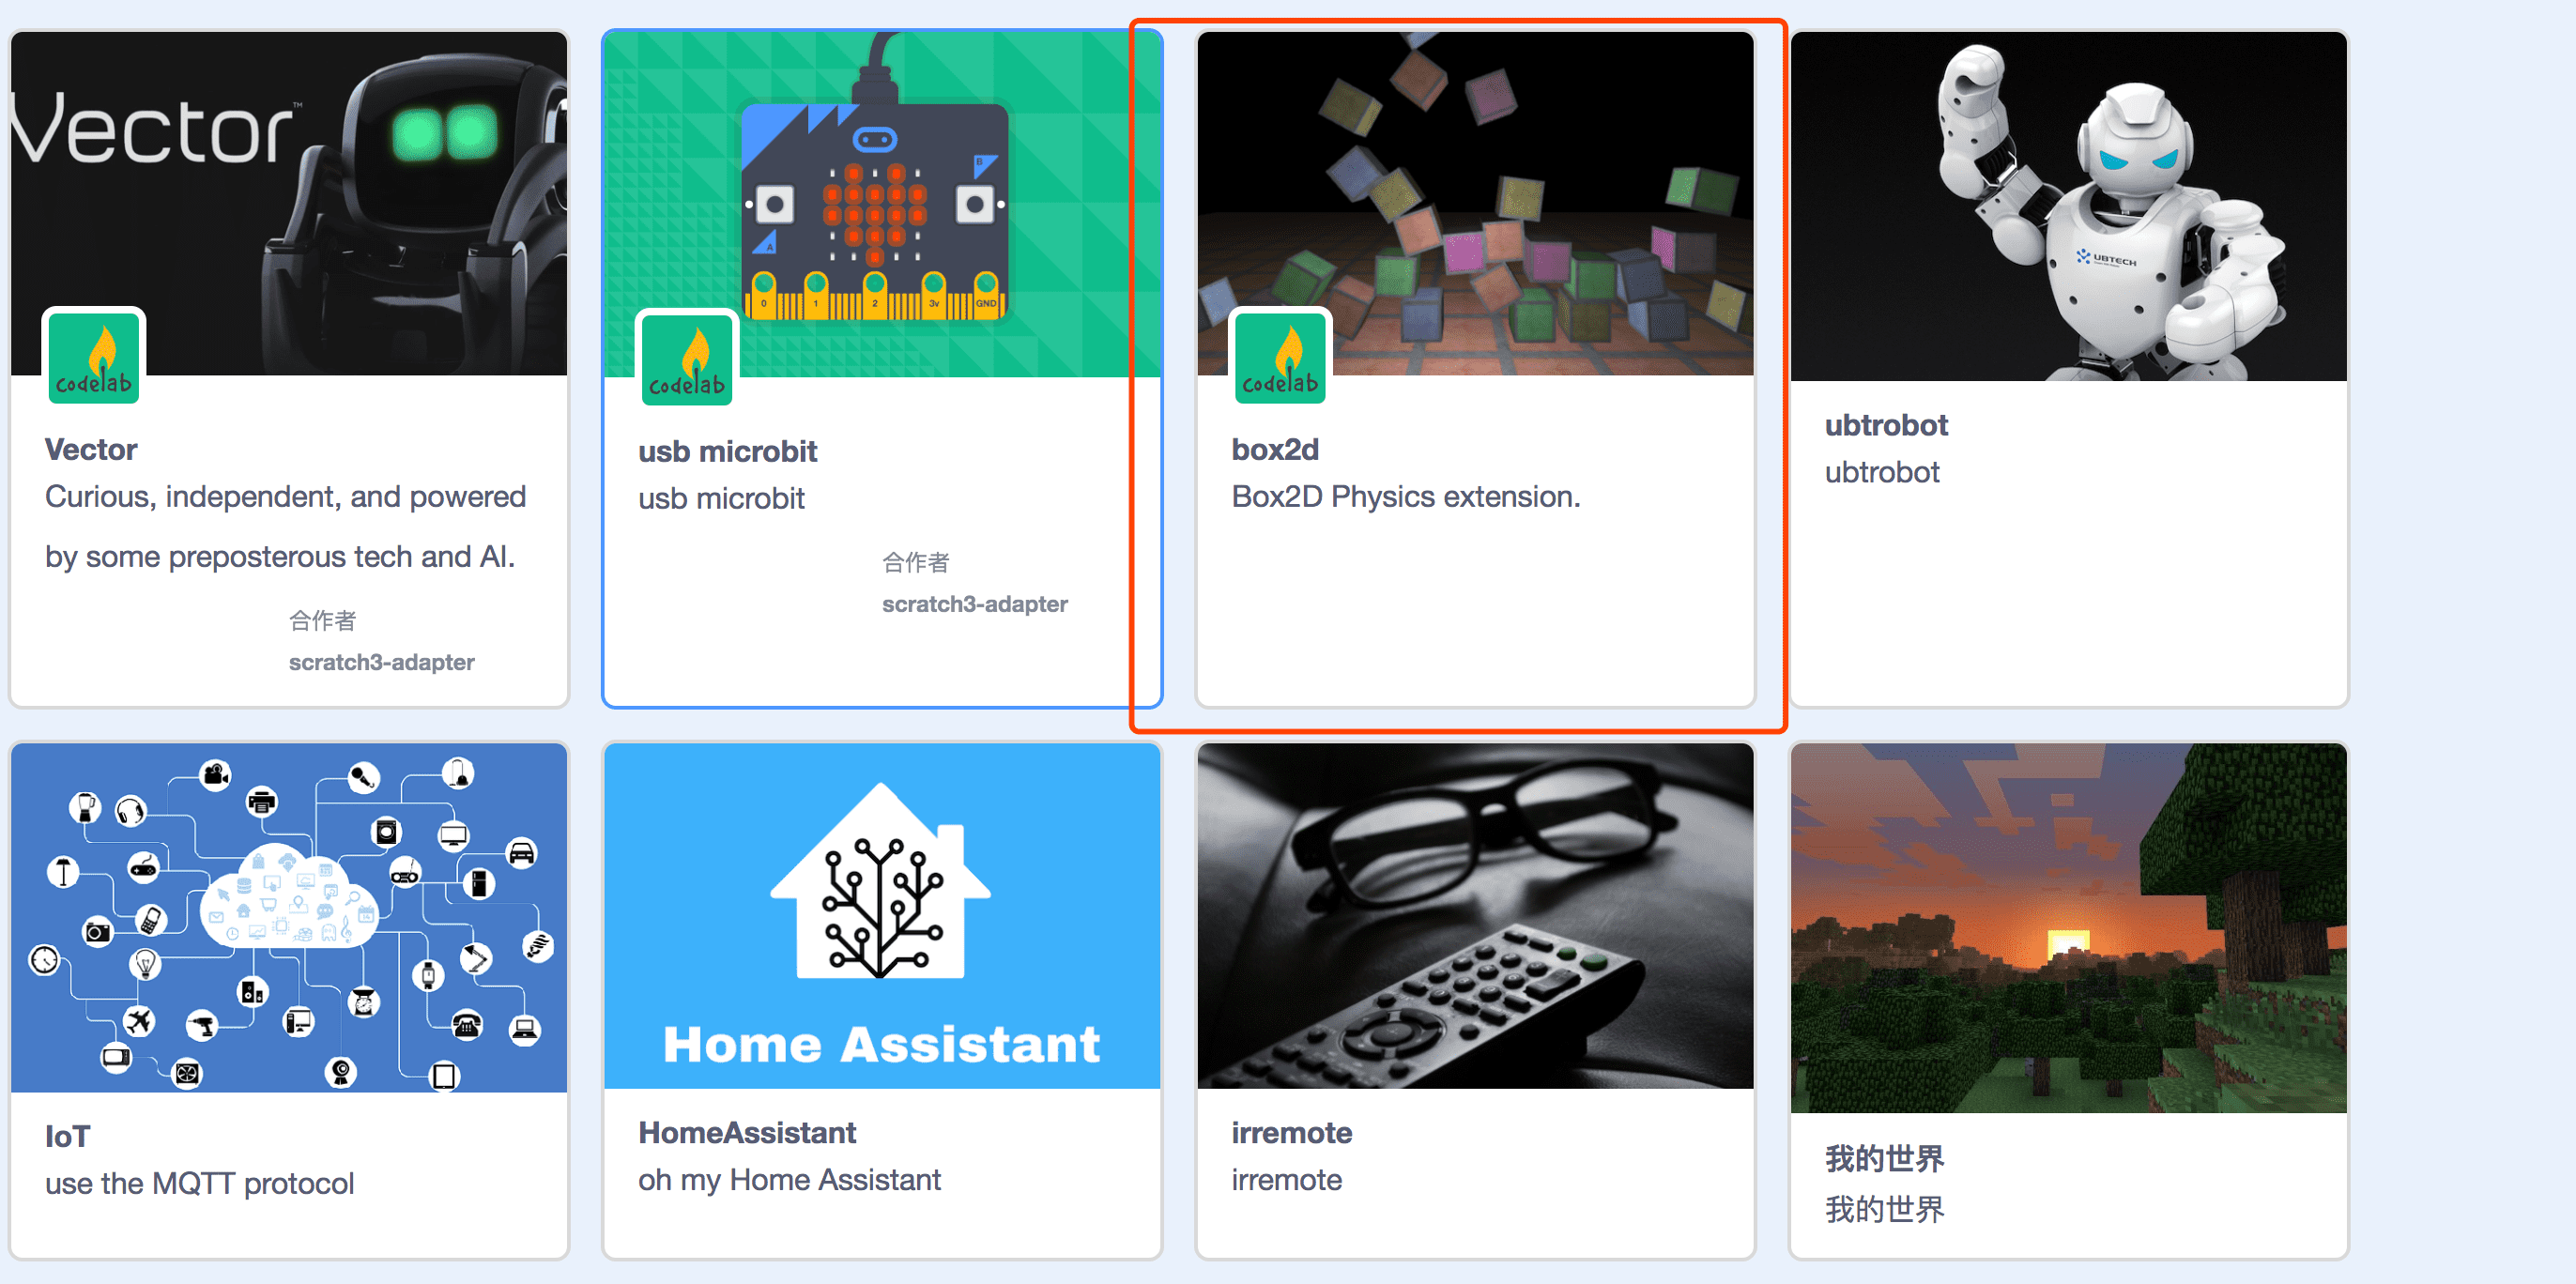 Vector™
codelab
Vector
Curious, independent, and powered
by some preposterous tech and AI.
合作者
scratch3-adapter
B
A
0 1 2 3v GND
codelab
usb microbit
usb microbit
合作者
scratch3-adapter
codelab
box2d
Box2D Physics extension.
UBTECH
ubtrobot
ubtrobot
IoT
use the MQTT protocol
Home Assistant
HomeAssistant
oh my Home Assistant
irremote
irremote
我的世界
我的世界